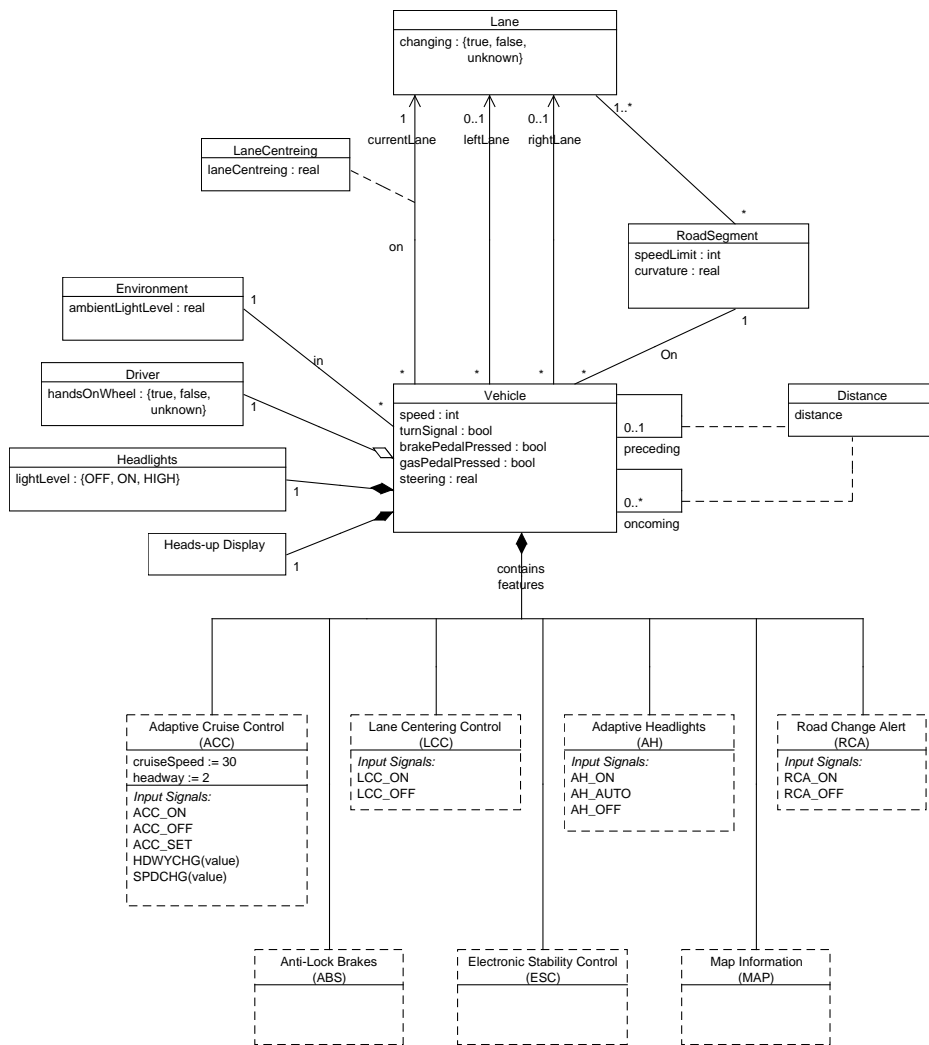 Lane
changing : {true, false,
unknown}
1
0..1
0..1
1..*
currentLane
leftLane
rightLane
LaneCentreing
laneCentreing : real
*
RoadSegment
speedLimit : int
curvature : real
on
Environment
ambientLightLevel : real
1
1
in
On
Driver
handsOnWheel : {true, false,
unknown}
1
*
*
*
*
*
Vehicle
speed : int
turnSignal : bool
brakePedalPressed : bool
gasPedalPressed : bool
steering : real
0..1
preceding
0..*
oncoming
Distance
distance
Headlights
lightLevel : {OFF, ON, HIGH}
1
Heads-up Display
1
contains
features
Adaptive Cruise Control
(ACC)
cruiseSpeed := 30
headway := 2
Input Signals:
ACC_ON
ACC_OFF
ACC_SET
HDWYCHG(value)
SPDCHG(value)
Lane Centering Control
(LCC)
Input Signals:
LCC_ON
LCC_OFF
Adaptive Headlights
(AH)
Input Signals:
AH_ON
AH_AUTO
AH_OFF
Road Change Alert
(RCA)
Input Signals:
RCA_ON
RCA_OFF
Anti-Lock Brakes
(ABS)
Electronic Stability Control
(ESC)
Map Information
(MAP)